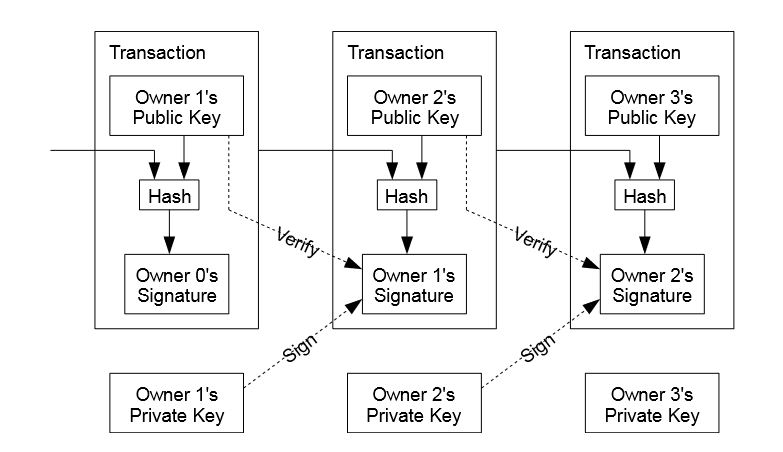 Transaction
Owner 1's
Public Key
Hash
Owner 0's
Signature
Transaction
Owner 2's
Public Key
Hash
Verify
Owner 1's
Signature
Transaction
Owner 3's
Public Key
Hash
Verify
Owner 2's
Signature
Sign
Sign
Owner 1's
Private Key
Owner 2's
Private Key
Owner 3's
Private Key